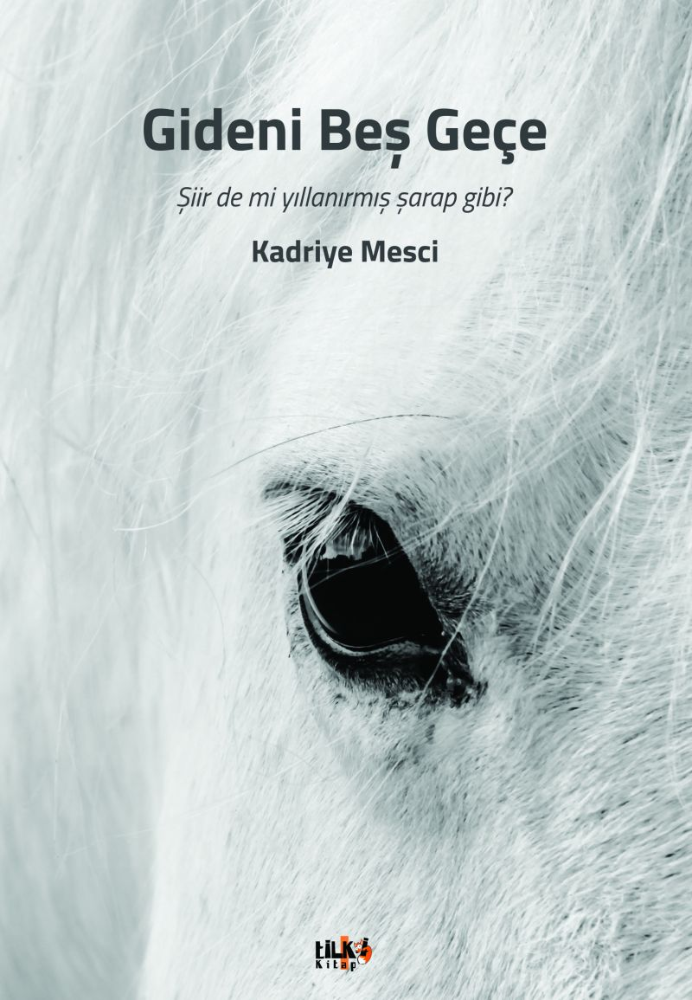 Gideni Beş Geçe
Şiir de mi yıllanırmış şarap gibi?
Kadriye Mesci
tiLKi
Kitap